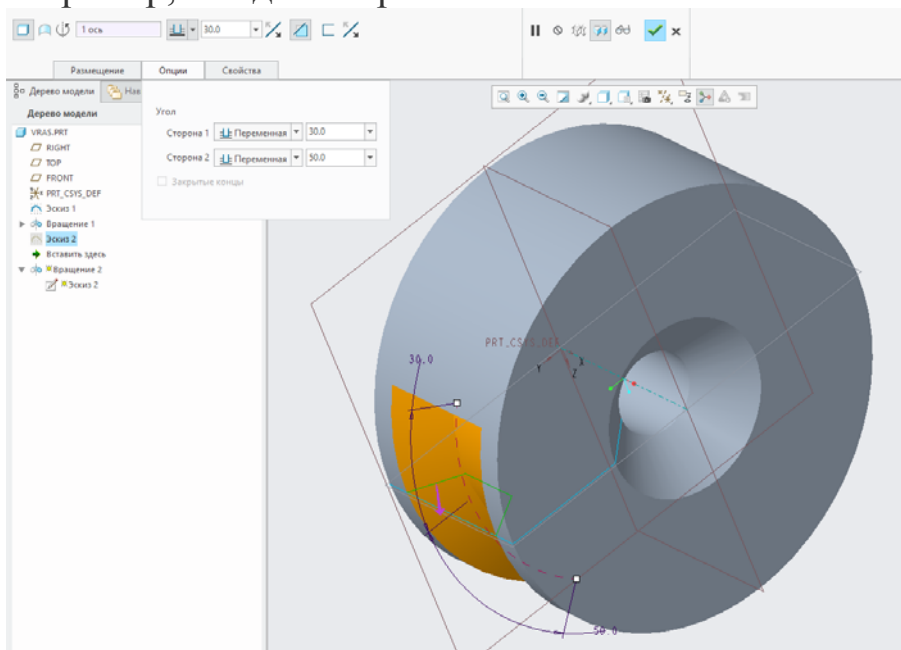 1 ось
30.0
Размещение Опции Свойства
Дерево модели
Нав
Дерево модели
Угол
VRAS.PRT
Сторона 1 Переменная 30.0
RIGHT
TOP
Сторона 2 Переменная 50.0
FRONT
PRT_CSYS_DEF
Закрытые концы
Эскиз 1
Вращение 1
Эскиз 2
Вставить здесь
Вращение 2
Эскиз 2
PRT_CSYS_DEF
X
Y
Z
30.0
50.0